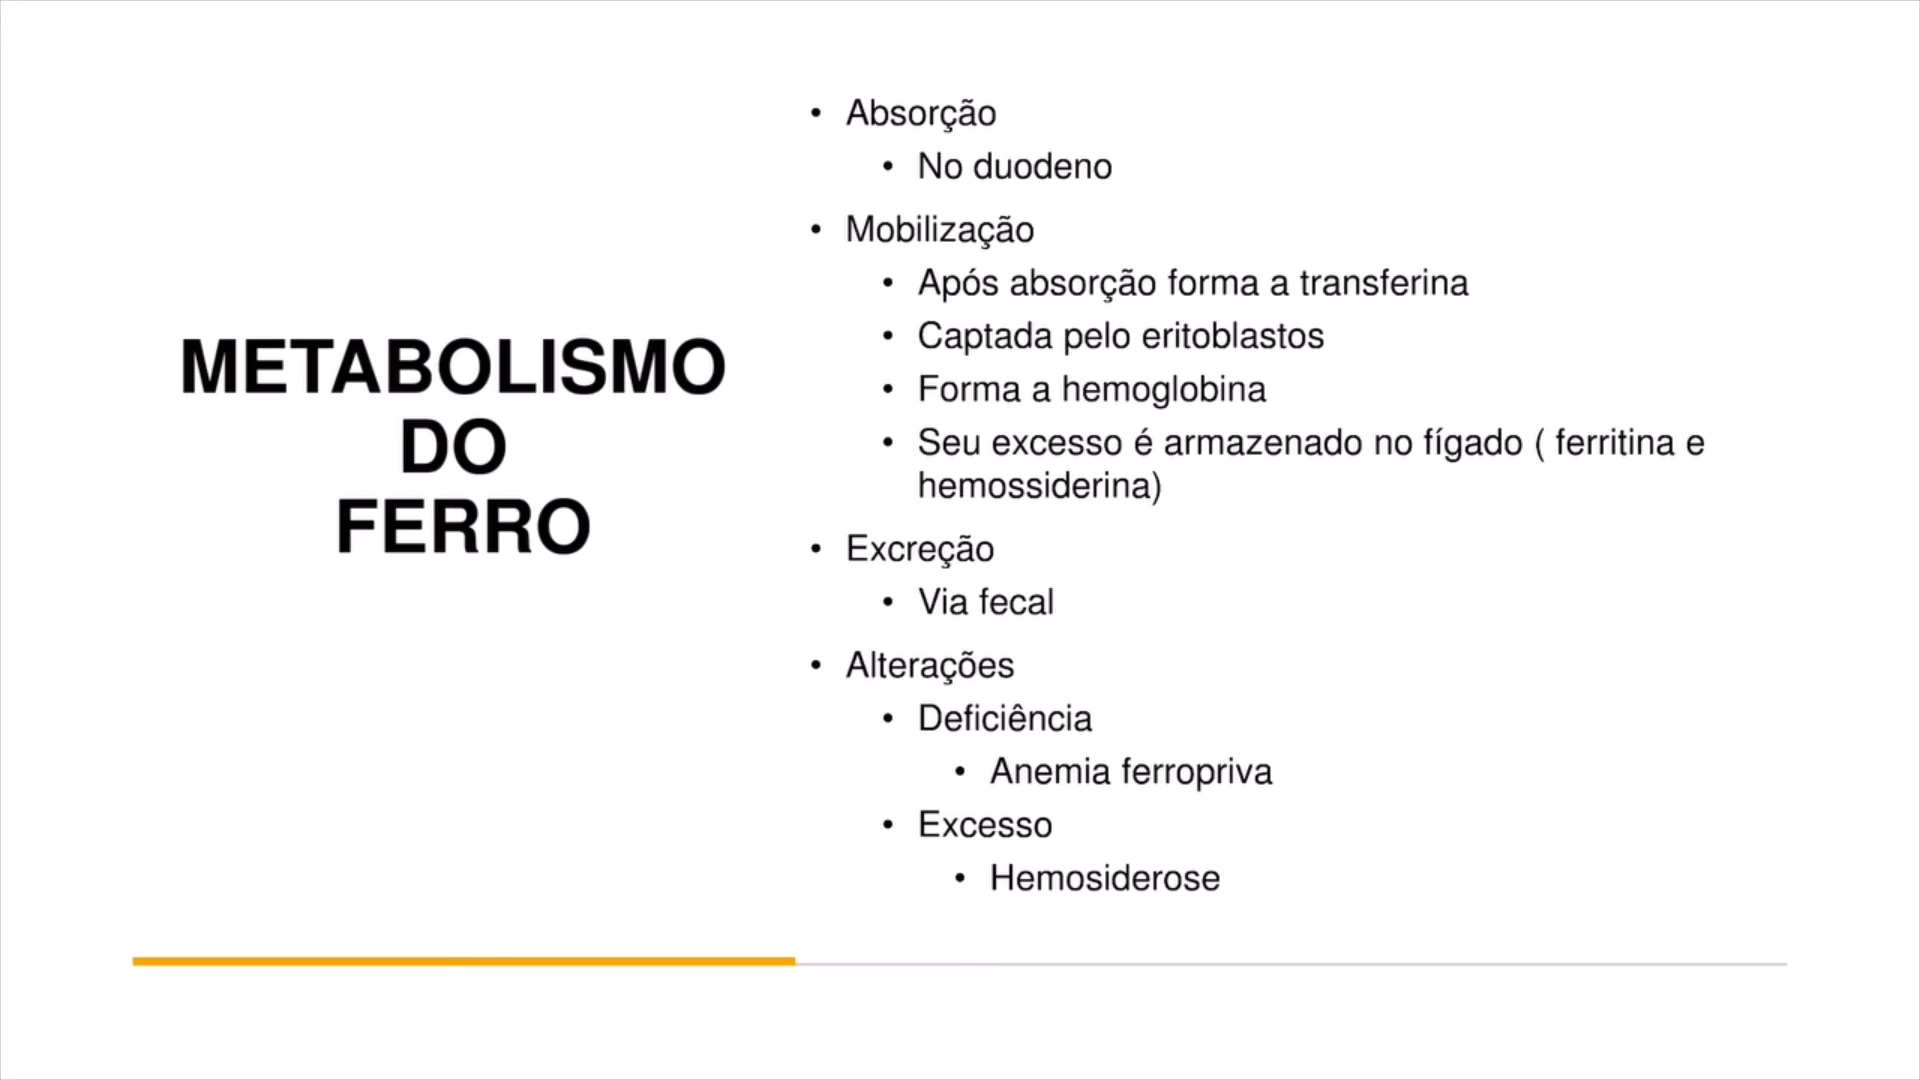 METABOLISMO
DO
FERRO
• Absorção
• No duodeno
• Mobilização
• Após absorção forma a transferina
• Captada pelo eritoblastos
• Forma a hemoglobina
• Seu excesso é armazenado no fígado ( ferritina e
hemossiderina)
• Excreção
• Via fecal
• Alterações
• Deficiência
• Anemia ferropriva
• Excesso
• Hemosiderose